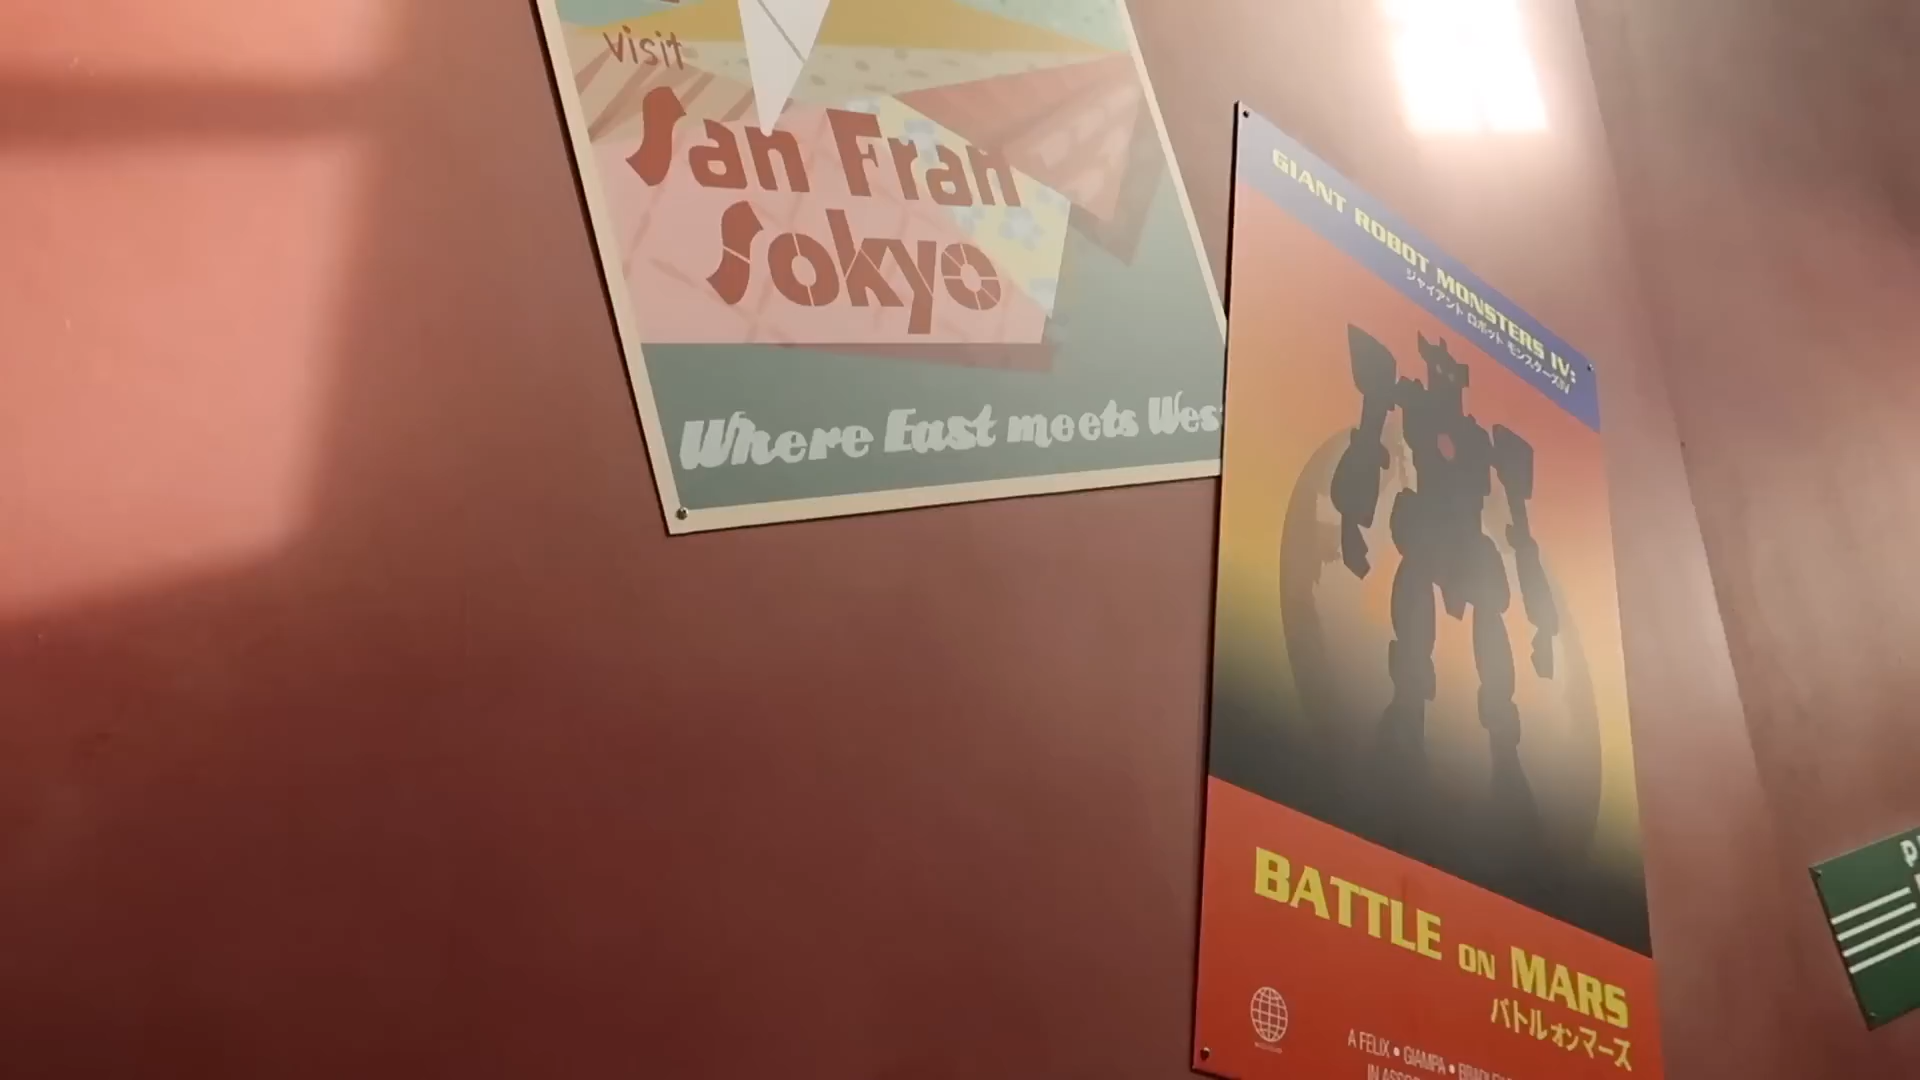 Visit
San Fran
Sokyo
Where East meets Wes
GIANT ROBOT MONSTERS IV:
ジャイアント ロボット モンスターズIV
BATTLE ON MARS
バトル オン マーズ
A FELIX • GIAMPA •